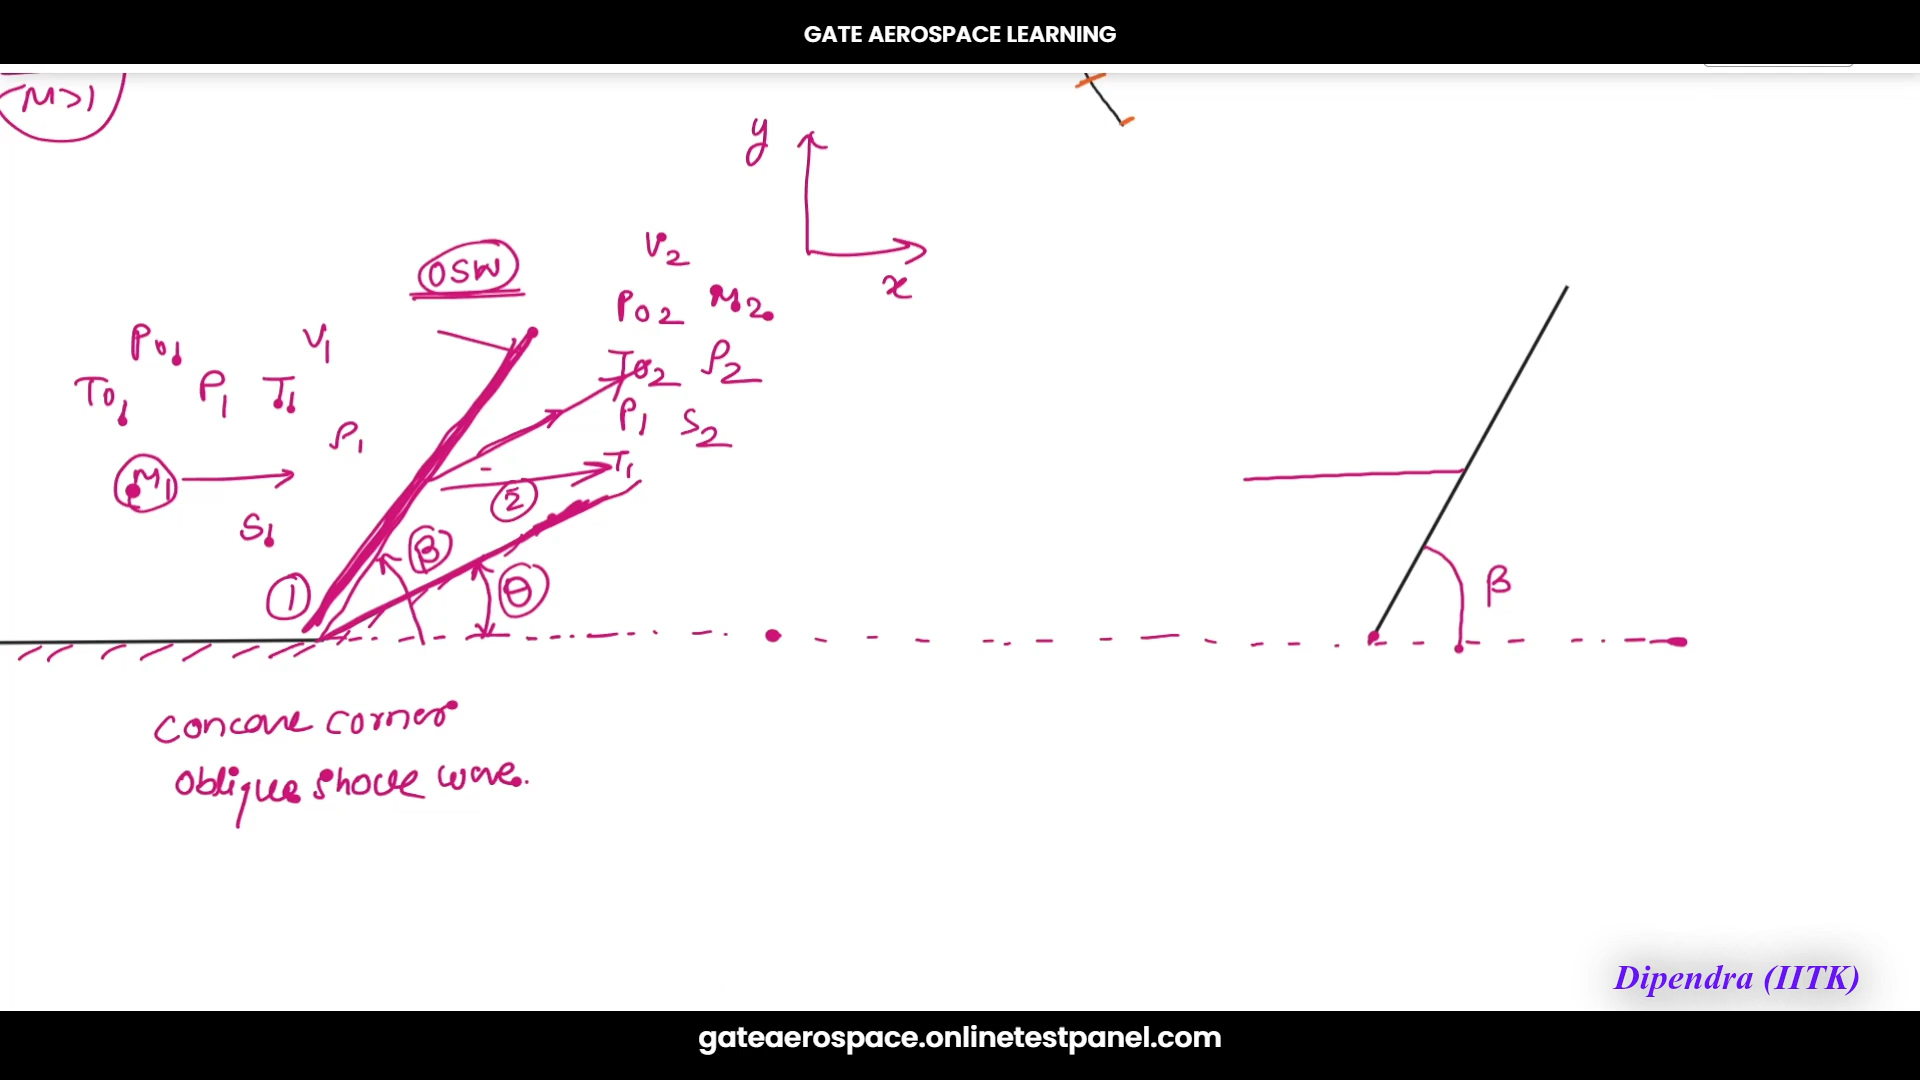 GATE AEROSPACE LEARNING
M>1
y
x
OSW
V2
P02 M2
T02 ρ2
P1 S2
T1
P01 V1
T01 P1 T1
ρ1
M1
S1
2
β
θ
1
β
concave corner
oblique shock wave.
Dipendra (IITK)
gateaerospace.onlinetestpanel.com